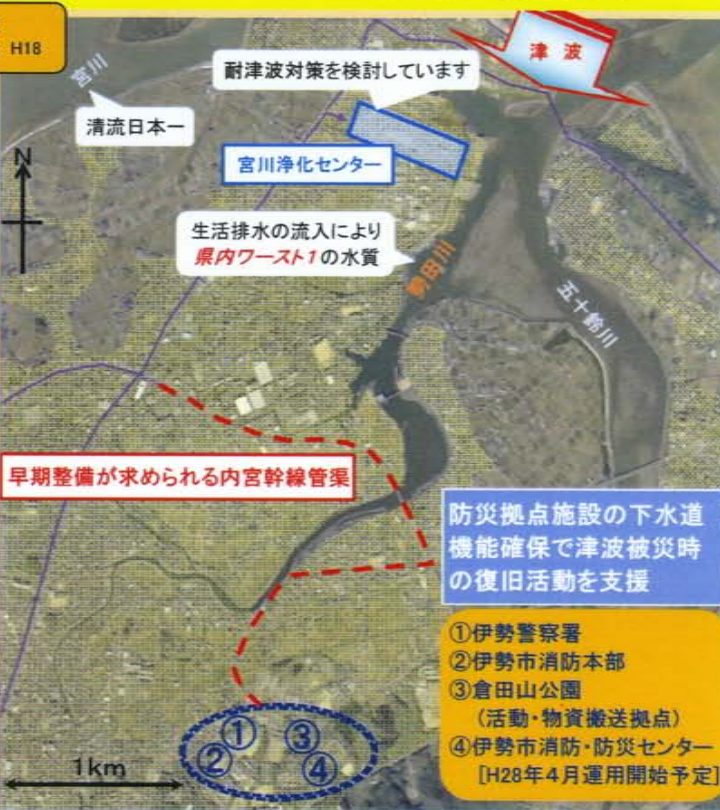 H18
宮川
清流日本一
津波
耐津波対策を検討しています
N
宮川浄化センター
生活排水の流入により
県内ワースト1の水質
勢田川
五十鈴川
早期整備が求められる内宮幹線管渠
防災拠点施設の下水道
機能確保で津波被災時
の復旧活動を支援
①伊勢警察署
②伊勢市消防本部
③倉田山公園
(活動・物資搬送拠点)
④伊勢市消防・防災センター
[H28年4月運用開始予定]
①
②
③
④
1km